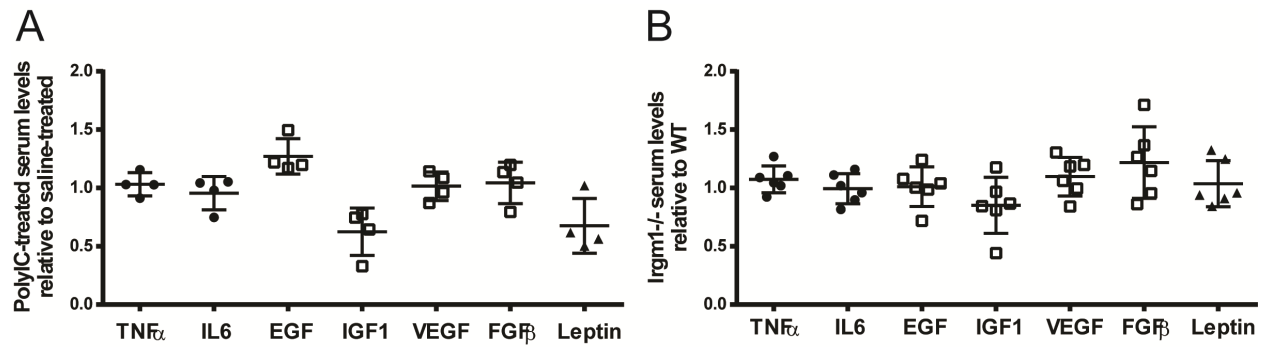 A
PolyIC-treated serum levels
relative to saline-treated
2.0
1.5
1.0
0.5
0.0
TNFα IL6 EGF IGF1 VEGF FGFβ Leptin
B
Irgm1-/- serum levels
relative to WT
2.0
1.5
1.0
0.5
0.0
TNFα IL6 EGF IGF1 VEGF FGFβ Leptin